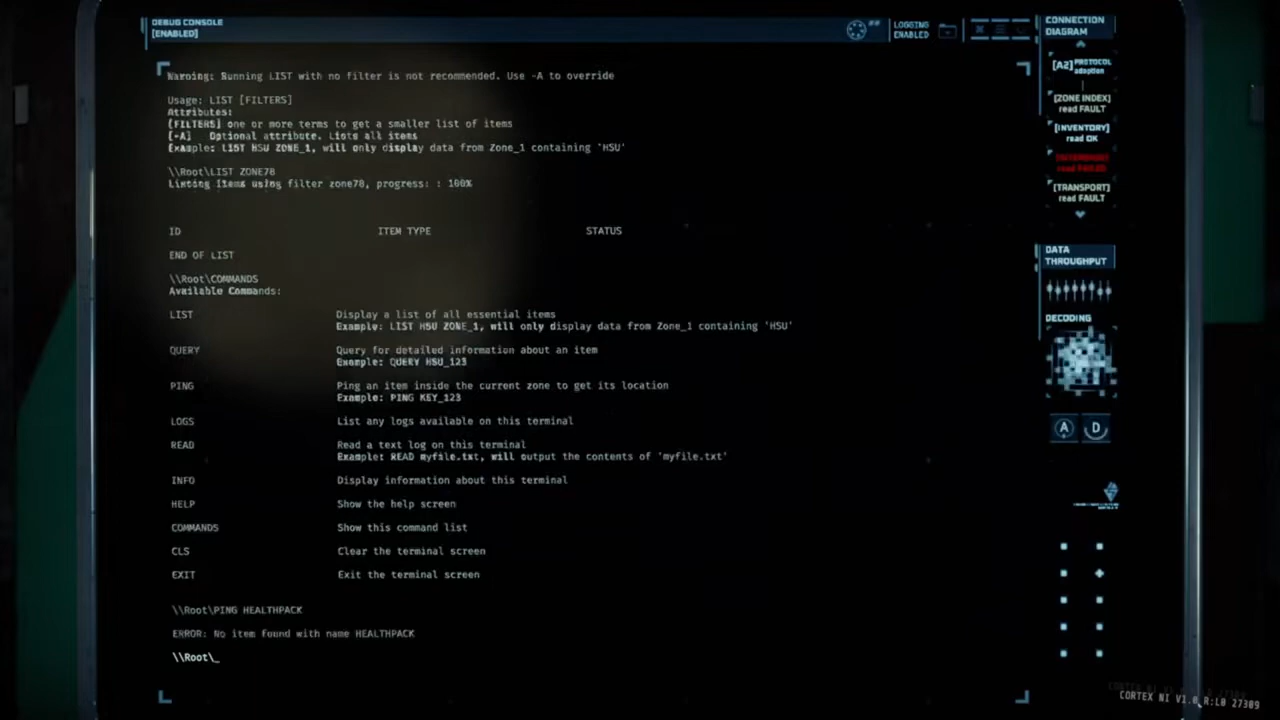 DEBUG CONSOLE
[ENABLED]
LOGGING
ENABLED
CONNECTION
DIAGRAM
Warning: Running LIST with no filter is not recommended. Use -A to override
Usage: LIST [FILTERS]
Attributes:
[FILTERS] one or more terms to get a smaller list of items
[-A] Optional attribute. Lists all items
Example: LIST HSU ZONE_1, will only display data from Zone_1 containing 'HSU'
\\Root\LIST ZONE78
Listing items using filter zone78, progress: : 100%
ID ITEM TYPE STATUS
END OF LIST
\\Root\COMMANDS
Available Commands:
LIST Display a list of all essential items
Example: LIST HSU ZONE_1, will only display data from Zone_1 containing 'HSU'
QUERY Query for detailed information about an item
Example: QUERY HSU_123
PING Ping an item inside the current zone to get its location
Example: PING KEY_123
LOGS List any logs available on this terminal
READ Read a text log on this terminal
Example: READ myfile.txt, will output the contents of 'myfile.txt'
INFO Display information about this terminal
HELP Show the help screen
COMMANDS Show this command list
CLS Clear the terminal screen
EXIT Exit the terminal screen
\\Root\PING HEALTHPACK
ERROR: No item found with name HEALTHPACK
\\Root\_
[A2] PROTOCOL
adaption
[ZONE INDEX]
read FAULT
[INVENTORY]
read OK
read FAILED
[TRANSPORT]
read FAULT
DATA
THROUGHPUT
DECODING
A D
CORTEX NI V1.0 R:L0 27309